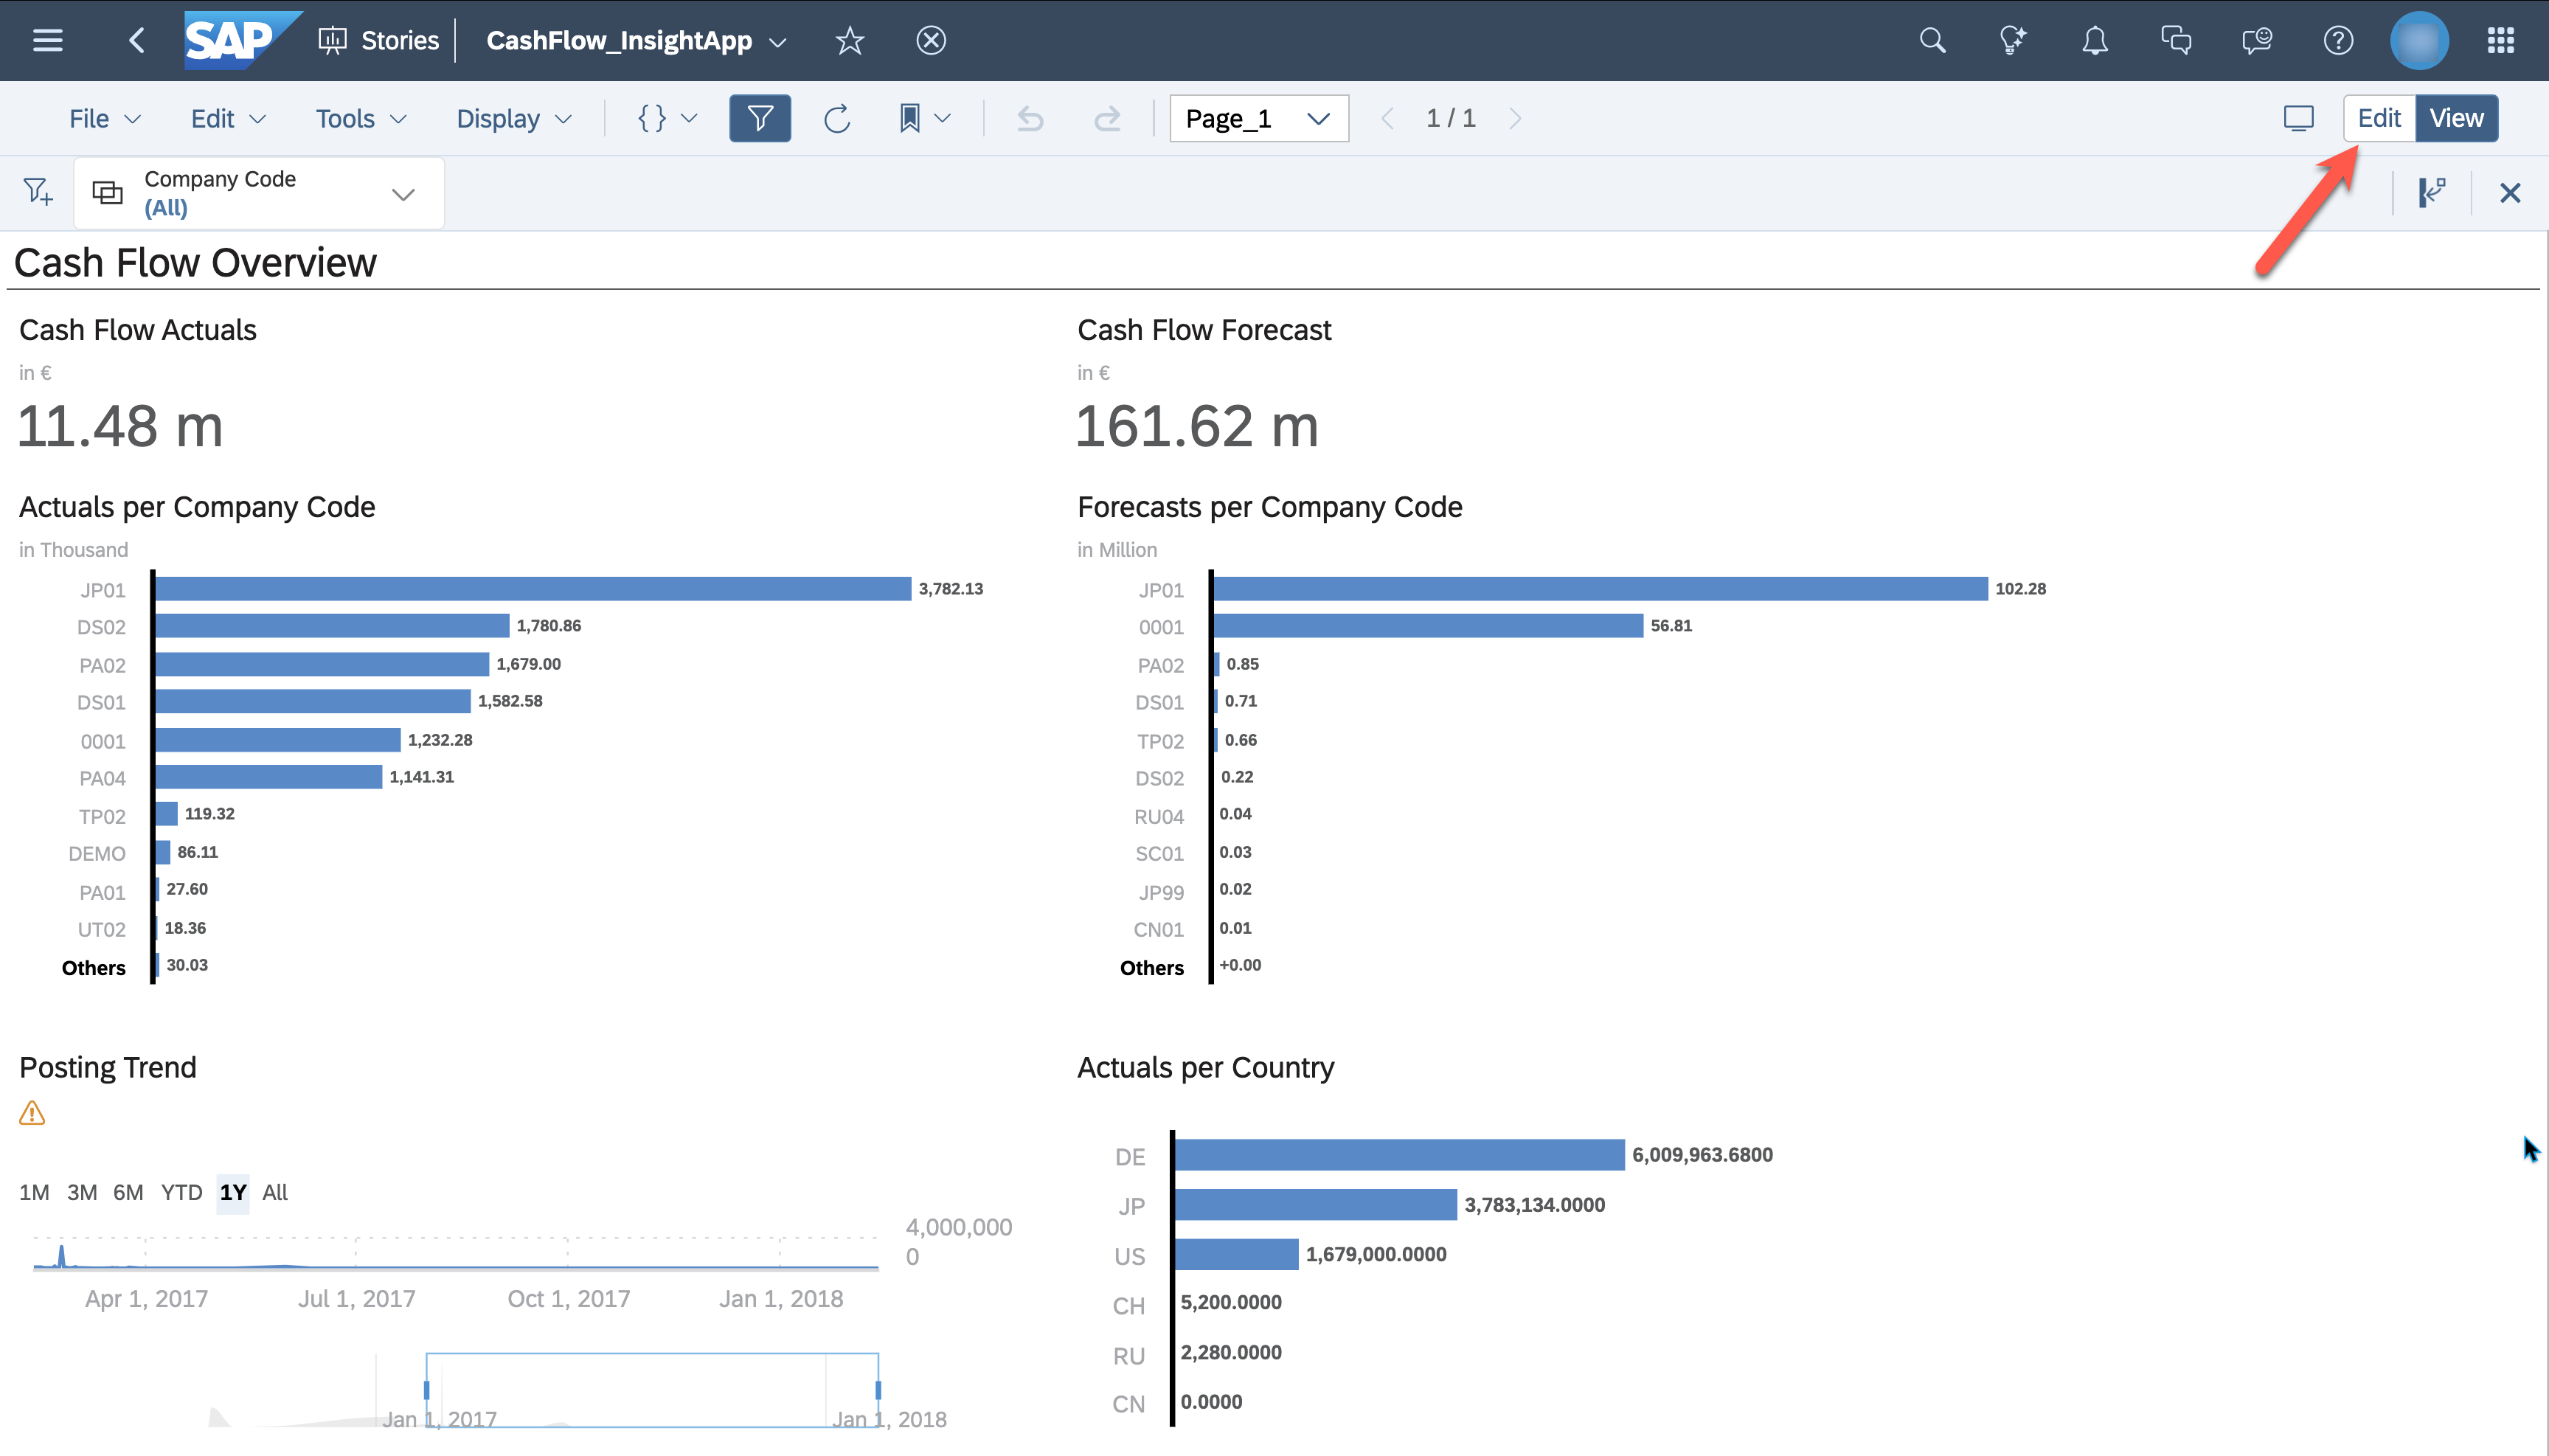 SAP Stories CashFlow_InsightApp
File Edit Tools Display { } Page_1 1 / 1 Edit View
Company Code
(All)
Cash Flow Overview
Cash Flow Actuals
in €
11.48 m
Cash Flow Forecast
in €
161.62 m
Actuals per Company Code
in Thousand
JP01 3,782.13
DS02 1,780.86
PA02 1,679.00
DS01 1,582.58
0001 1,232.28
PA04 1,141.31
TP02 119.32
DEMO 86.11
PA01 27.60
UT02 18.36
Others 30.03
Forecasts per Company Code
in Million
JP01 102.28
0001 56.81
PA02 0.85
DS01 0.71
TP02 0.66
DS02 0.22
RU04 0.04
SC01 0.03
JP99 0.02
CN01 0.01
Others +0.00
Posting Trend
1M 3M 6M YTD 1Y All
4,000,000
0
Apr 1, 2017 Jul 1, 2017 Oct 1, 2017 Jan 1, 2018
Jan 1, 2017 Jan 1, 2018
Actuals per Country
DE 6,009,963.6800
JP 3,783,134.0000
US 1,679,000.0000
CH 5,200.0000
RU 2,280.0000
CN 0.0000